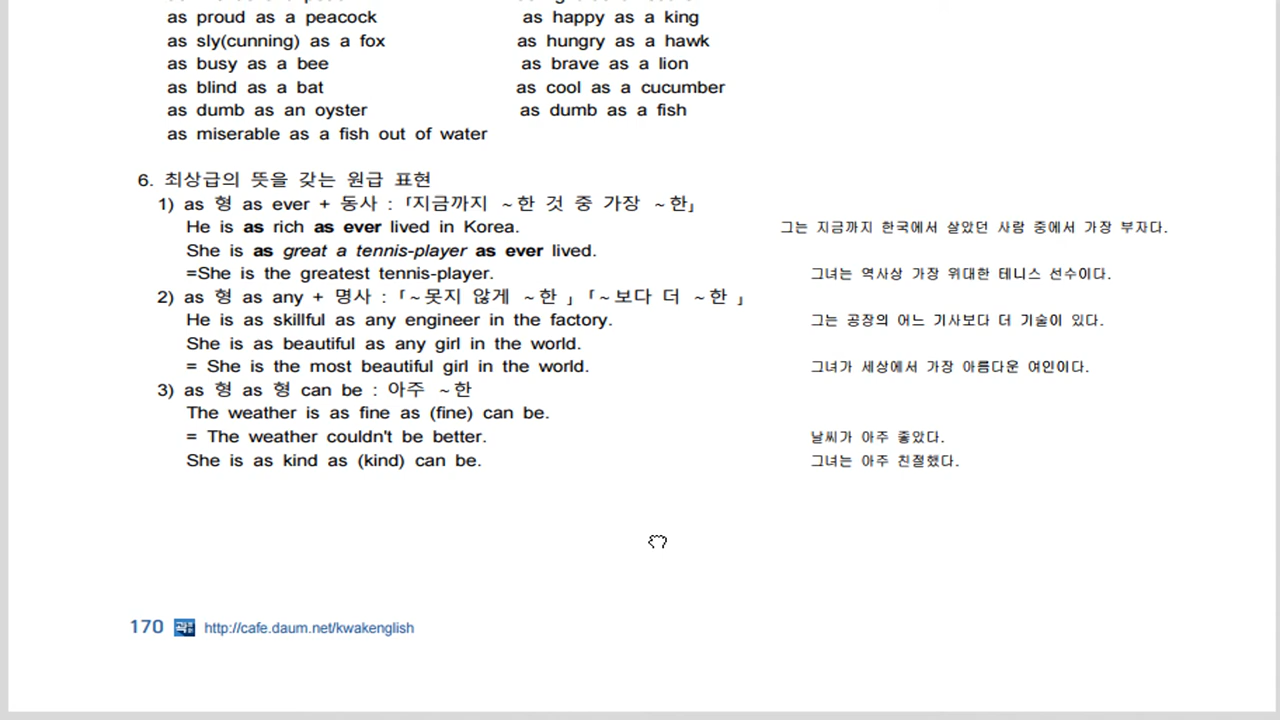 as proud as a peacock as happy as a king
as sly(cunning) as a fox as hungry as a hawk
as busy as a bee as brave as a lion
as blind as a bat as cool as a cucumber
as dumb as an oyster as dumb as a fish
as miserable as a fish out of water
6. 최상급의 뜻을 갖는 원급 표현
1) as 형 as ever + 동사 : 「지금까지 ~한 것 중 가장 ~한」
He is as rich as ever lived in Korea. 그는 지금까지 한국에서 살았던 사람 중에서 가장 부자다.
She is as great a tennis-player as ever lived.
=She is the greatest tennis-player. 그녀는 역사상 가장 위대한 테니스 선수이다.
2) as 형 as any + 명사 : 「~못지 않게 ~한 」 「~보다 더 ~한 」
He is as skillful as any engineer in the factory. 그는 공장의 어느 기사보다 더 기술이 있다.
She is as beautiful as any girl in the world.
= She is the most beautiful girl in the world. 그녀가 세상에서 가장 아름다운 여인이다.
3) as 형 as 형 can be : 아주 ~한
The weather is as fine as (fine) can be.
= The weather couldn't be better. 날씨가 아주 좋았다.
She is as kind as (kind) can be. 그녀는 아주 친절했다.
170 http://cafe.daum.net/kwakenglish